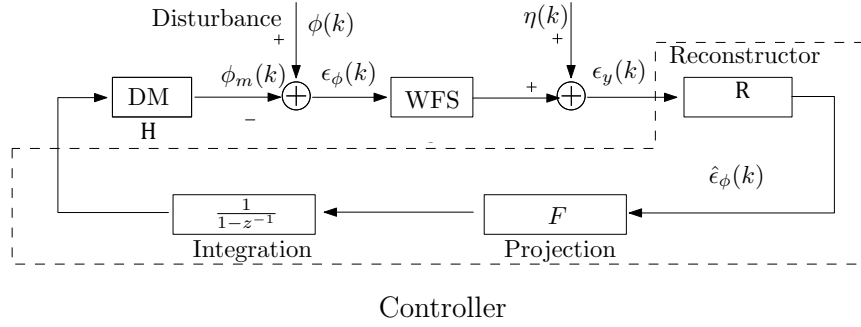 Disturbance
+
ϕ(k)
η(k)
+
Reconstructor
DM
H
ϕ_m(k)
−
ϵ_ϕ(k)
WFS
+
ϵ_y(k)
R
ϵ̂_ϕ(k)
1/(1−z⁻¹)
Integration
F
Projection
Controller